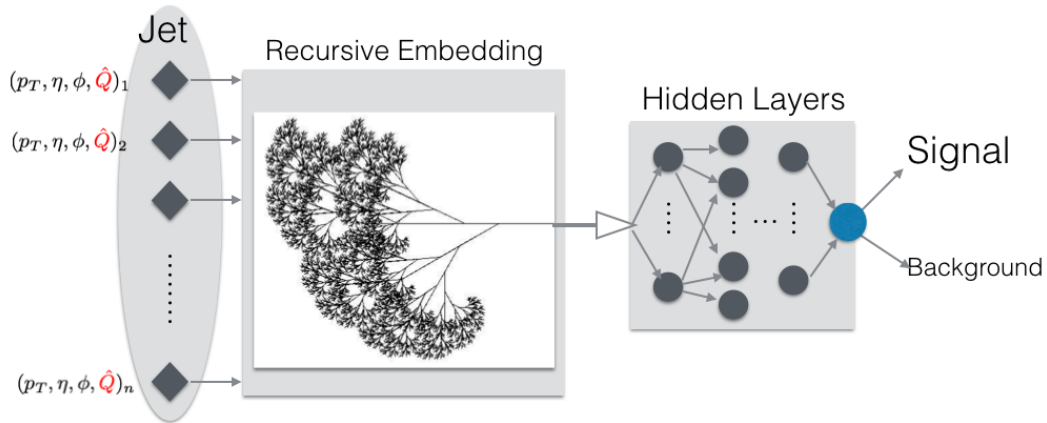 Jet
Recursive Embedding
Hidden Layers
(p_T, η, ϕ, Q̂)_1
(p_T, η, ϕ, Q̂)_2
(p_T, η, ϕ, Q̂)_n
Signal
Background